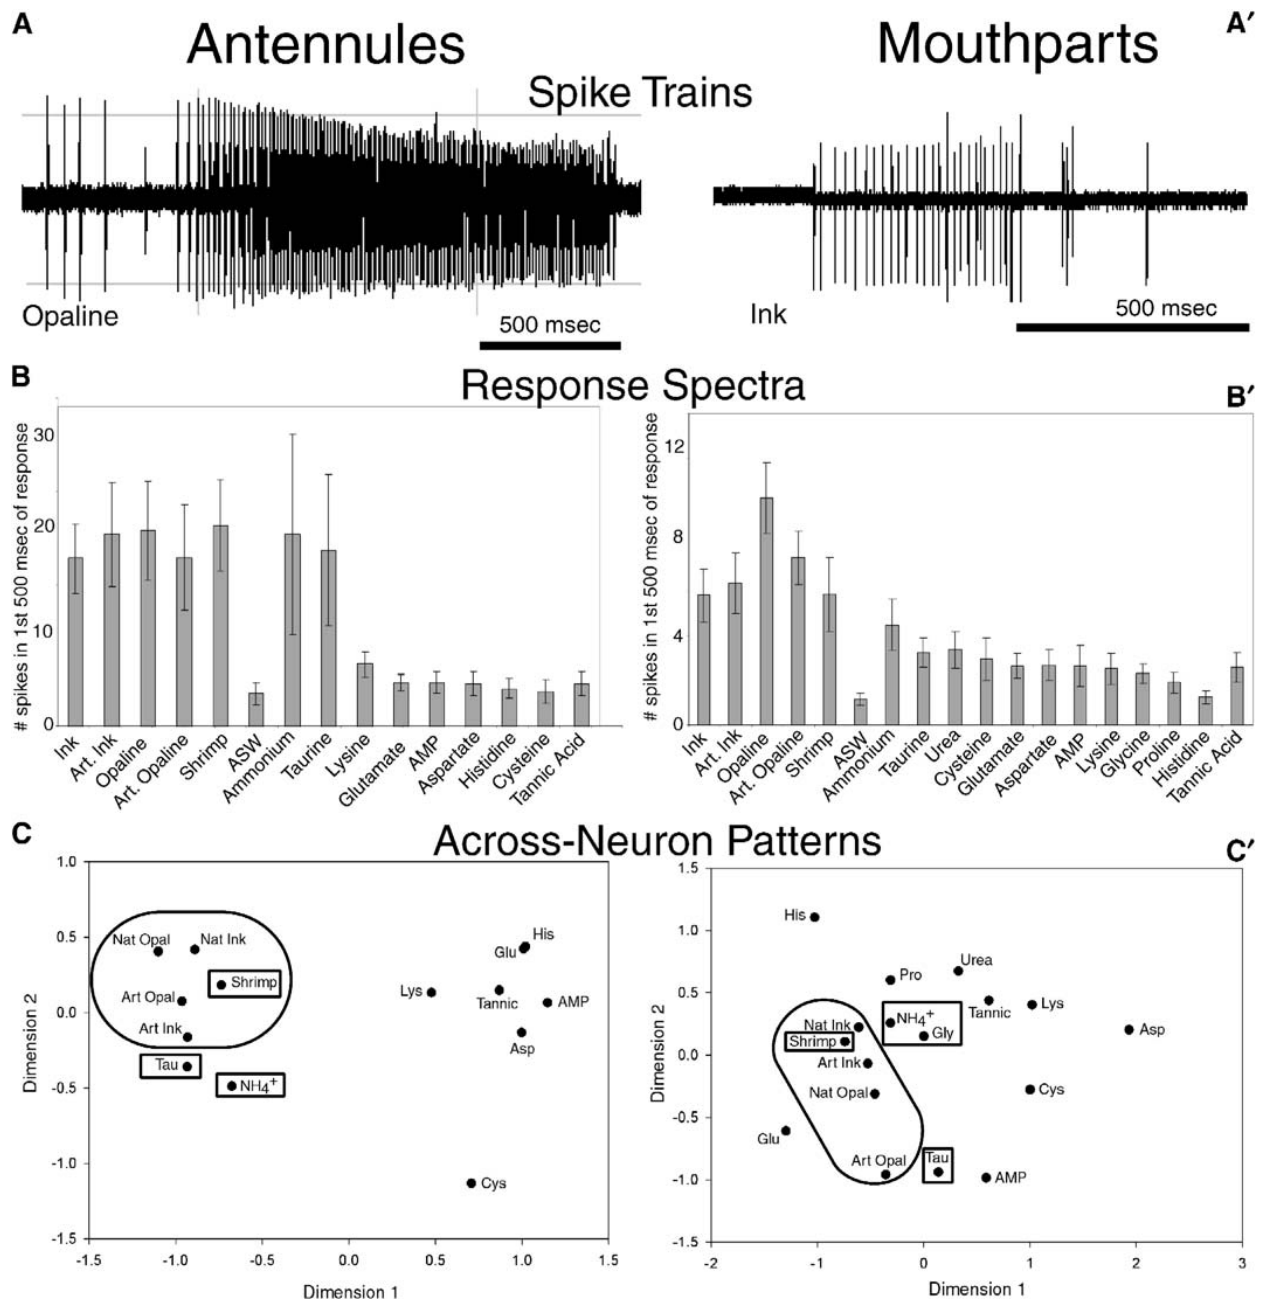 A
Antennules
Mouthparts
A′
Spike Trains
Opaline
500 msec
Ink
500 msec
B
Response Spectra
B′
# spikes in 1st 500 msec of response
30
20
10
0
Ink
Art. Ink
Opaline
Art. Opaline
Shrimp
ASW
Ammonium
Taurine
Lysine
Glutamate
AMP
Aspartate
Histidine
Cysteine
Tannic Acid
# spikes in 1st 500 msec of response
12
8
4
0
Ink
Art. Ink
Opaline
Art. Opaline
Shrimp
ASW
Ammonium
Taurine
Urea
Cysteine
Glutamate
Aspartate
AMP
Lysine
Glycine
Proline
Histidine
Tannic Acid
C
Across-Neuron Patterns
C′
Dimension 2
1.0
0.5
0.0
-0.5
-1.0
-1.5
Nat Opal
Nat Ink
Shrimp
Art Opal
Art Ink
Tau
NH4+
His
Glu
Lys
Tannic
AMP
Asp
Cys
-1.5
-1.0
-0.5
0.0
0.5
1.0
1.5
Dimension 1
Dimension 2
1.5
1.0
0.5
0.0
-0.5
-1.0
-1.5
His
Urea
Pro
Tannic
Lys
NH4+
Gly
Nat Ink
Shrimp
Art Ink
Nat Opal
Asp
Cys
Glu
Art Opal
Tau
AMP
-2
-1
0
1
2
3
Dimension 1